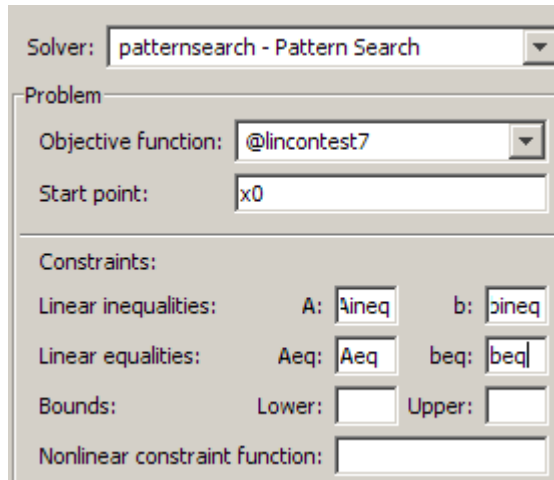 Solver: patternsearch - Pattern Search
Problem
Objective function: @lincontest7
Start point: x0
Constraints:
Linear inequalities: A: Aineq b: bineq
Linear equalities: Aeq: Aeq beq: beq
Bounds: Lower: Upper:
Nonlinear constraint function: